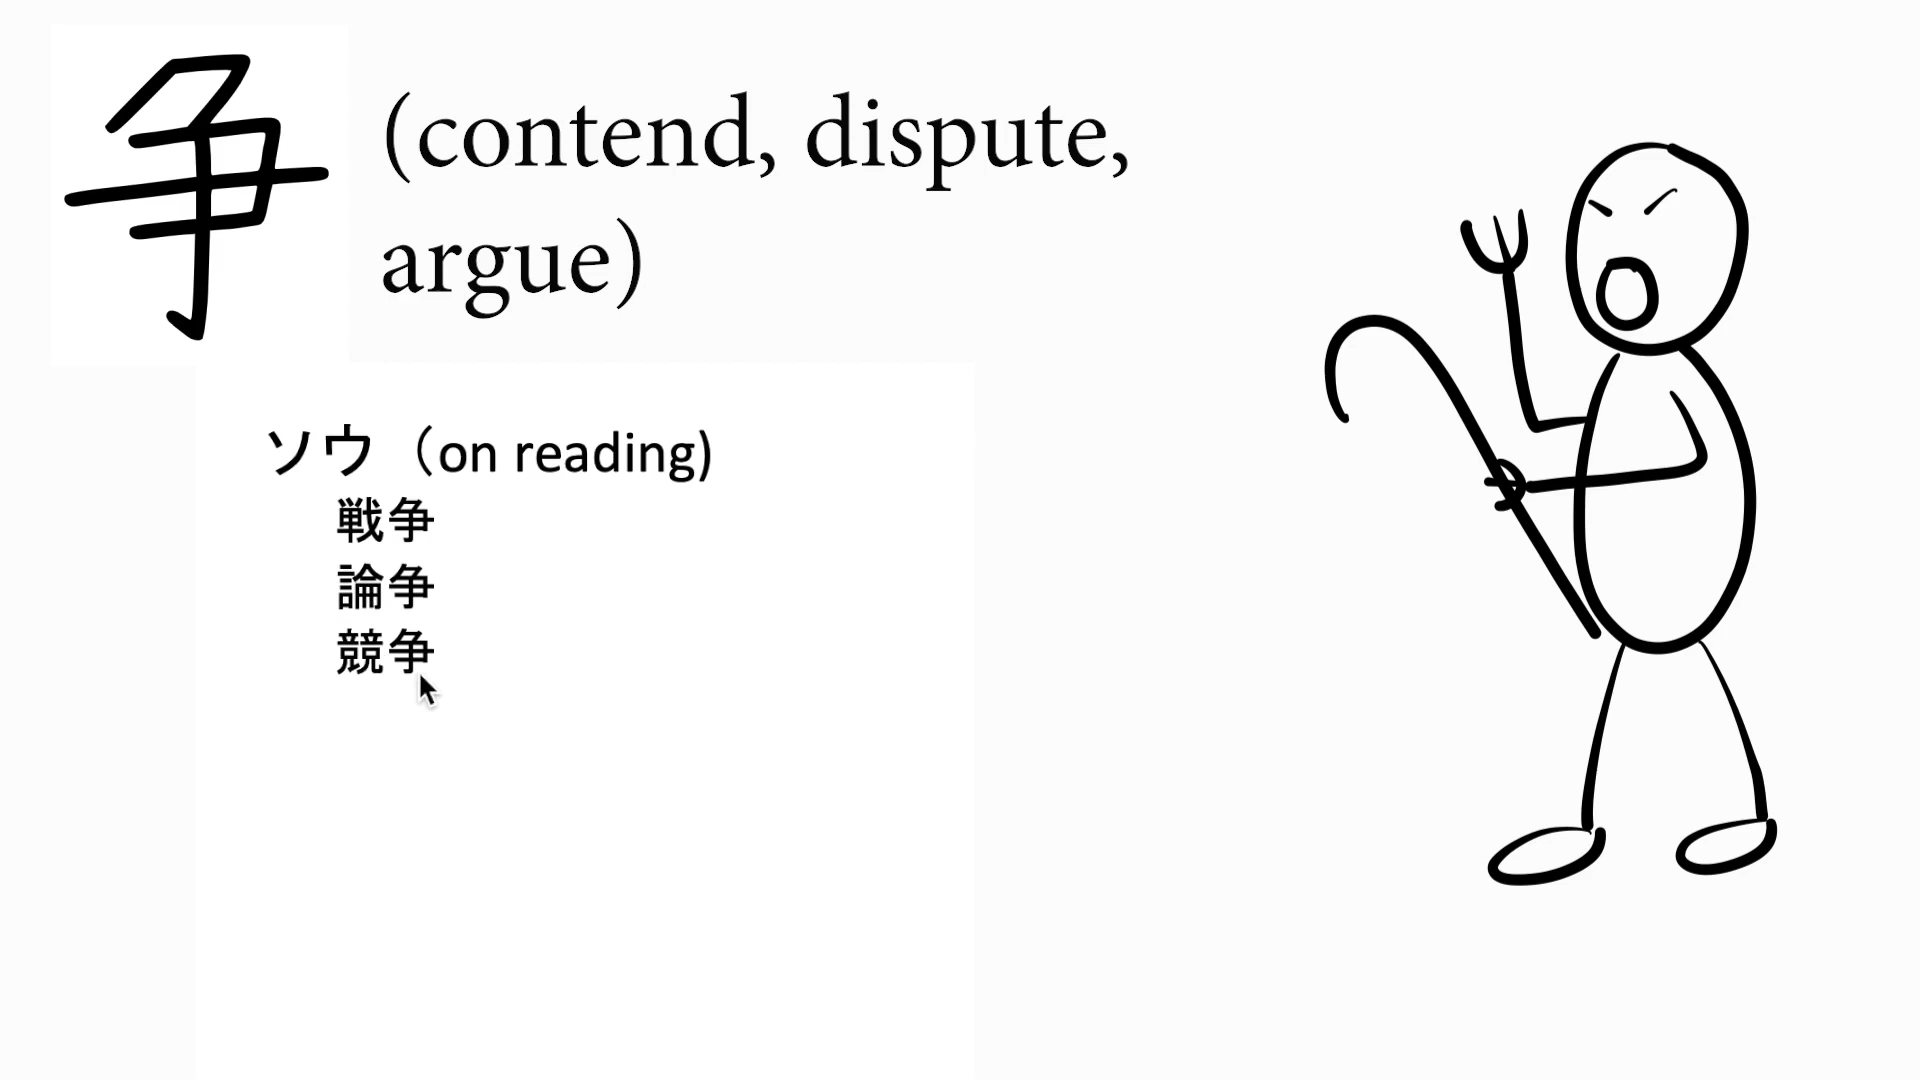 争 (contend, dispute,
argue)
ソウ（on reading)
戦争
論争
競争